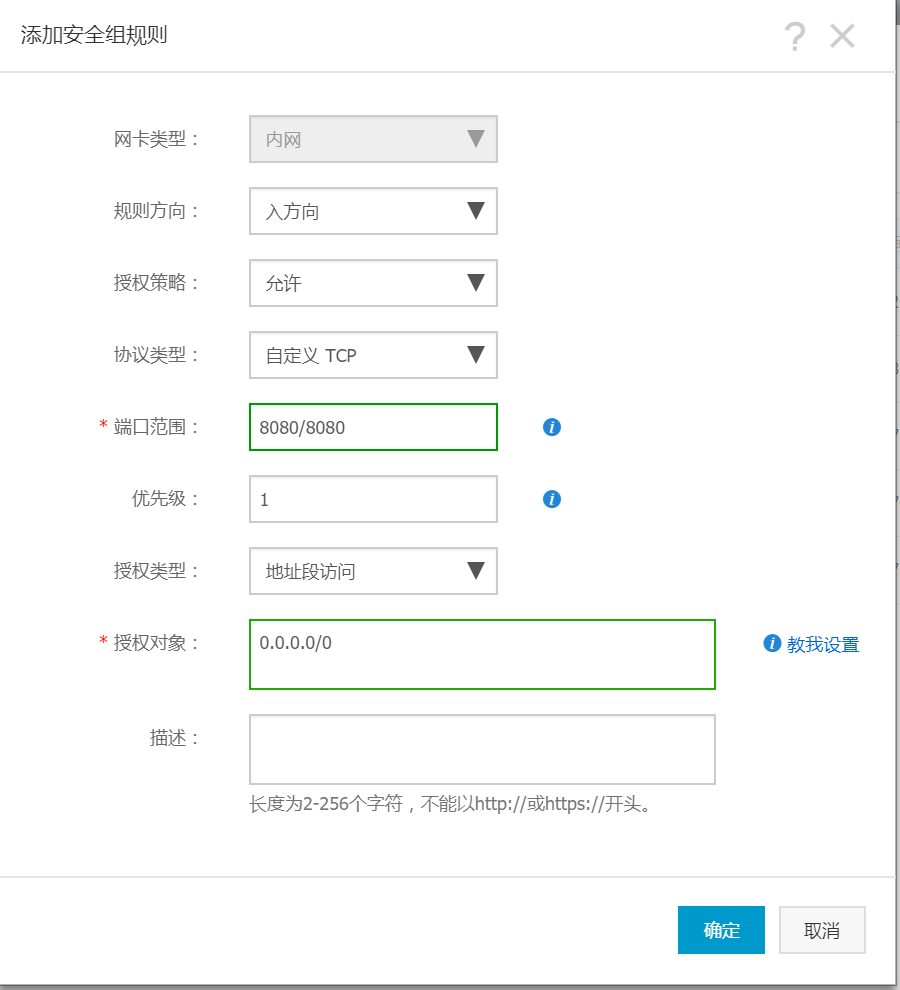 添加安全组规则
网卡类型： 内网
规则方向： 入方向
授权策略： 允许
协议类型： 自定义 TCP
* 端口范围： 8080/8080
优先级： 1
授权类型： 地址段访问
* 授权对象： 0.0.0.0/0 教我设置
描述：
长度为2-256个字符，不能以http://或https://开头。
确定 取消